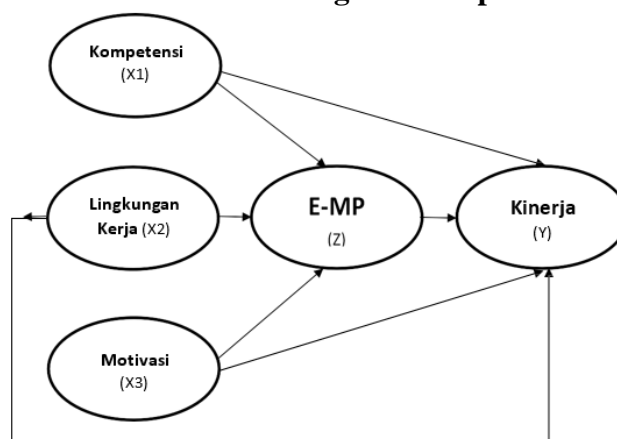 Kompetensi
(X1)
Lingkungan
Kerja (X2)
E-MP
(Z)
Kinerja
(Y)
Motivasi
(X3)